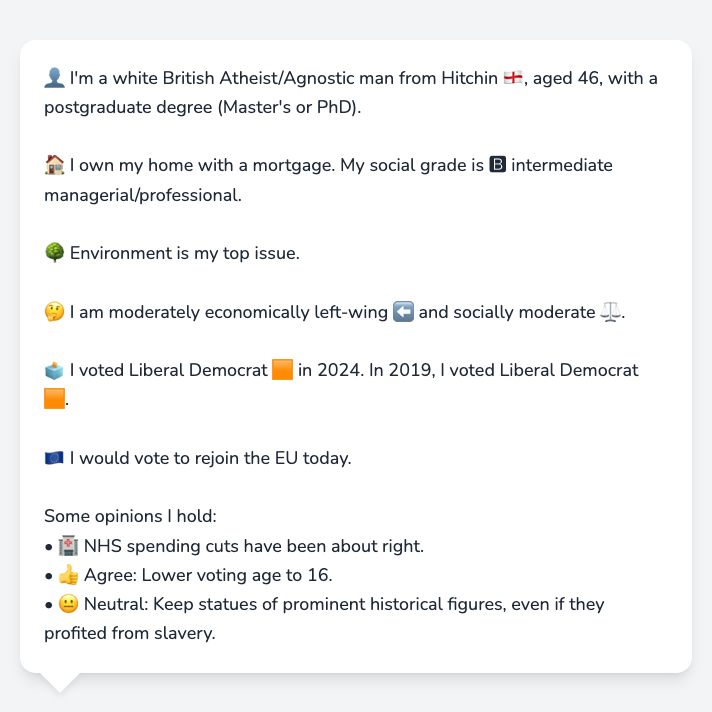 👤 I'm a white British Atheist/Agnostic man from Hitchin 🏴󠁧󠁢󠁥󠁮󠁧󠁿, aged 46, with a
postgraduate degree (Master's or PhD).
🏠 I own my home with a mortgage. My social grade is 🅱 intermediate
managerial/professional.
🌳 Environment is my top issue.
🤔 I am moderately economically left-wing ⬅️ and socially moderate ⚖️.
🗳️ I voted Liberal Democrat 🟧 in 2024. In 2019, I voted Liberal Democrat
🟧.
🇪🇺 I would vote to rejoin the EU today.
Some opinions I hold:
• 🏥 NHS spending cuts have been about right.
• 👍 Agree: Lower voting age to 16.
• 😐 Neutral: Keep statues of prominent historical figures, even if they
profited from slavery.